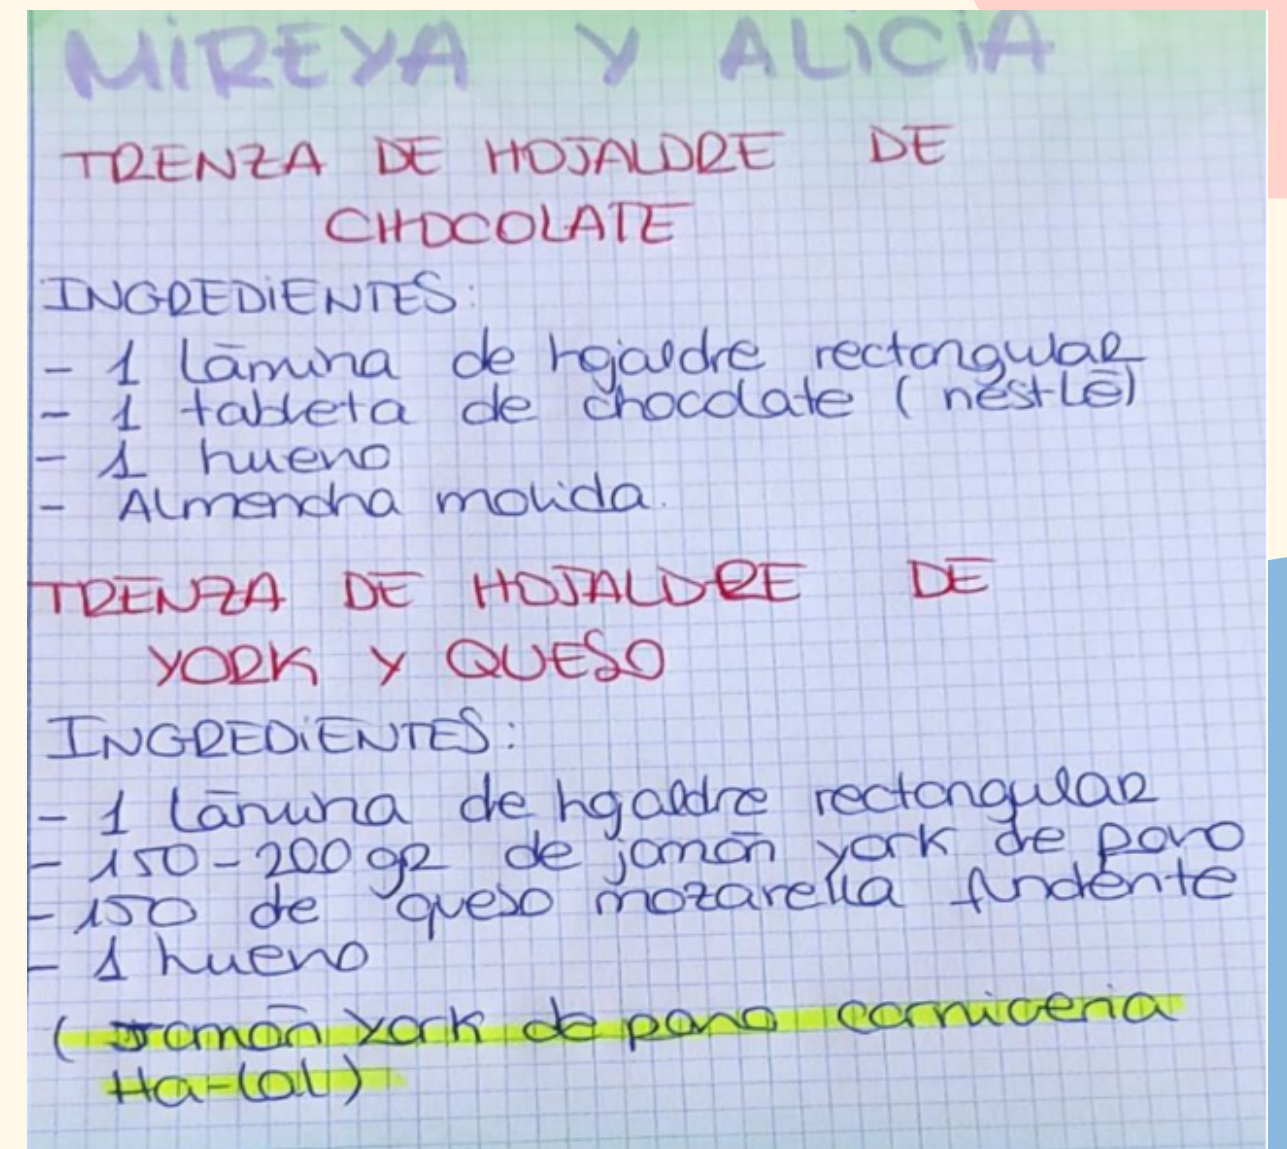 MIREYA Y ALICIA
TRENZA DE HOJALDRE DE
CHOCOLATE
INGREDIENTES:
- 1 lámina de hojaldre rectangular
- 1 tableta de chocolate (nestlé)
- 1 huevo
- Almendra molida.
TRENZA DE HOJALDRE DE
YORK Y QUESO
INGREDIENTES:
- 1 lámina de hojaldre rectangular
- 150-200 gr de jamón york de pavo
- 150 de queso mozarella fundente
- 1 huevo
( Jamón york de pavo carniceria
Ha-lal)